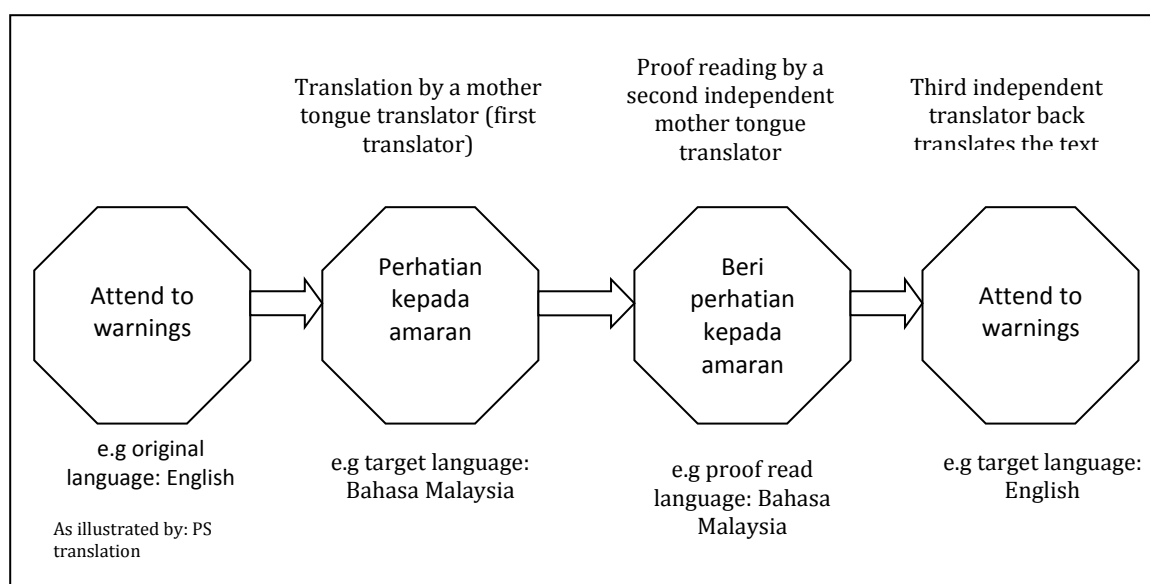 Translation by a mother
tongue translator (first
translator)
Proof reading by a
second independent
mother tongue
translator
Third independent
translator back
translates the text
Attend to
warnings
Perhatian
kepada
amaran
Beri
perhatian
kepada
amaran
Attend to
warnings
e.g original
language: English
e.g target language:
Bahasa Malaysia
e.g proof read
language: Bahasa
Malaysia
e.g target language:
English
As illustrated by: PS
translation